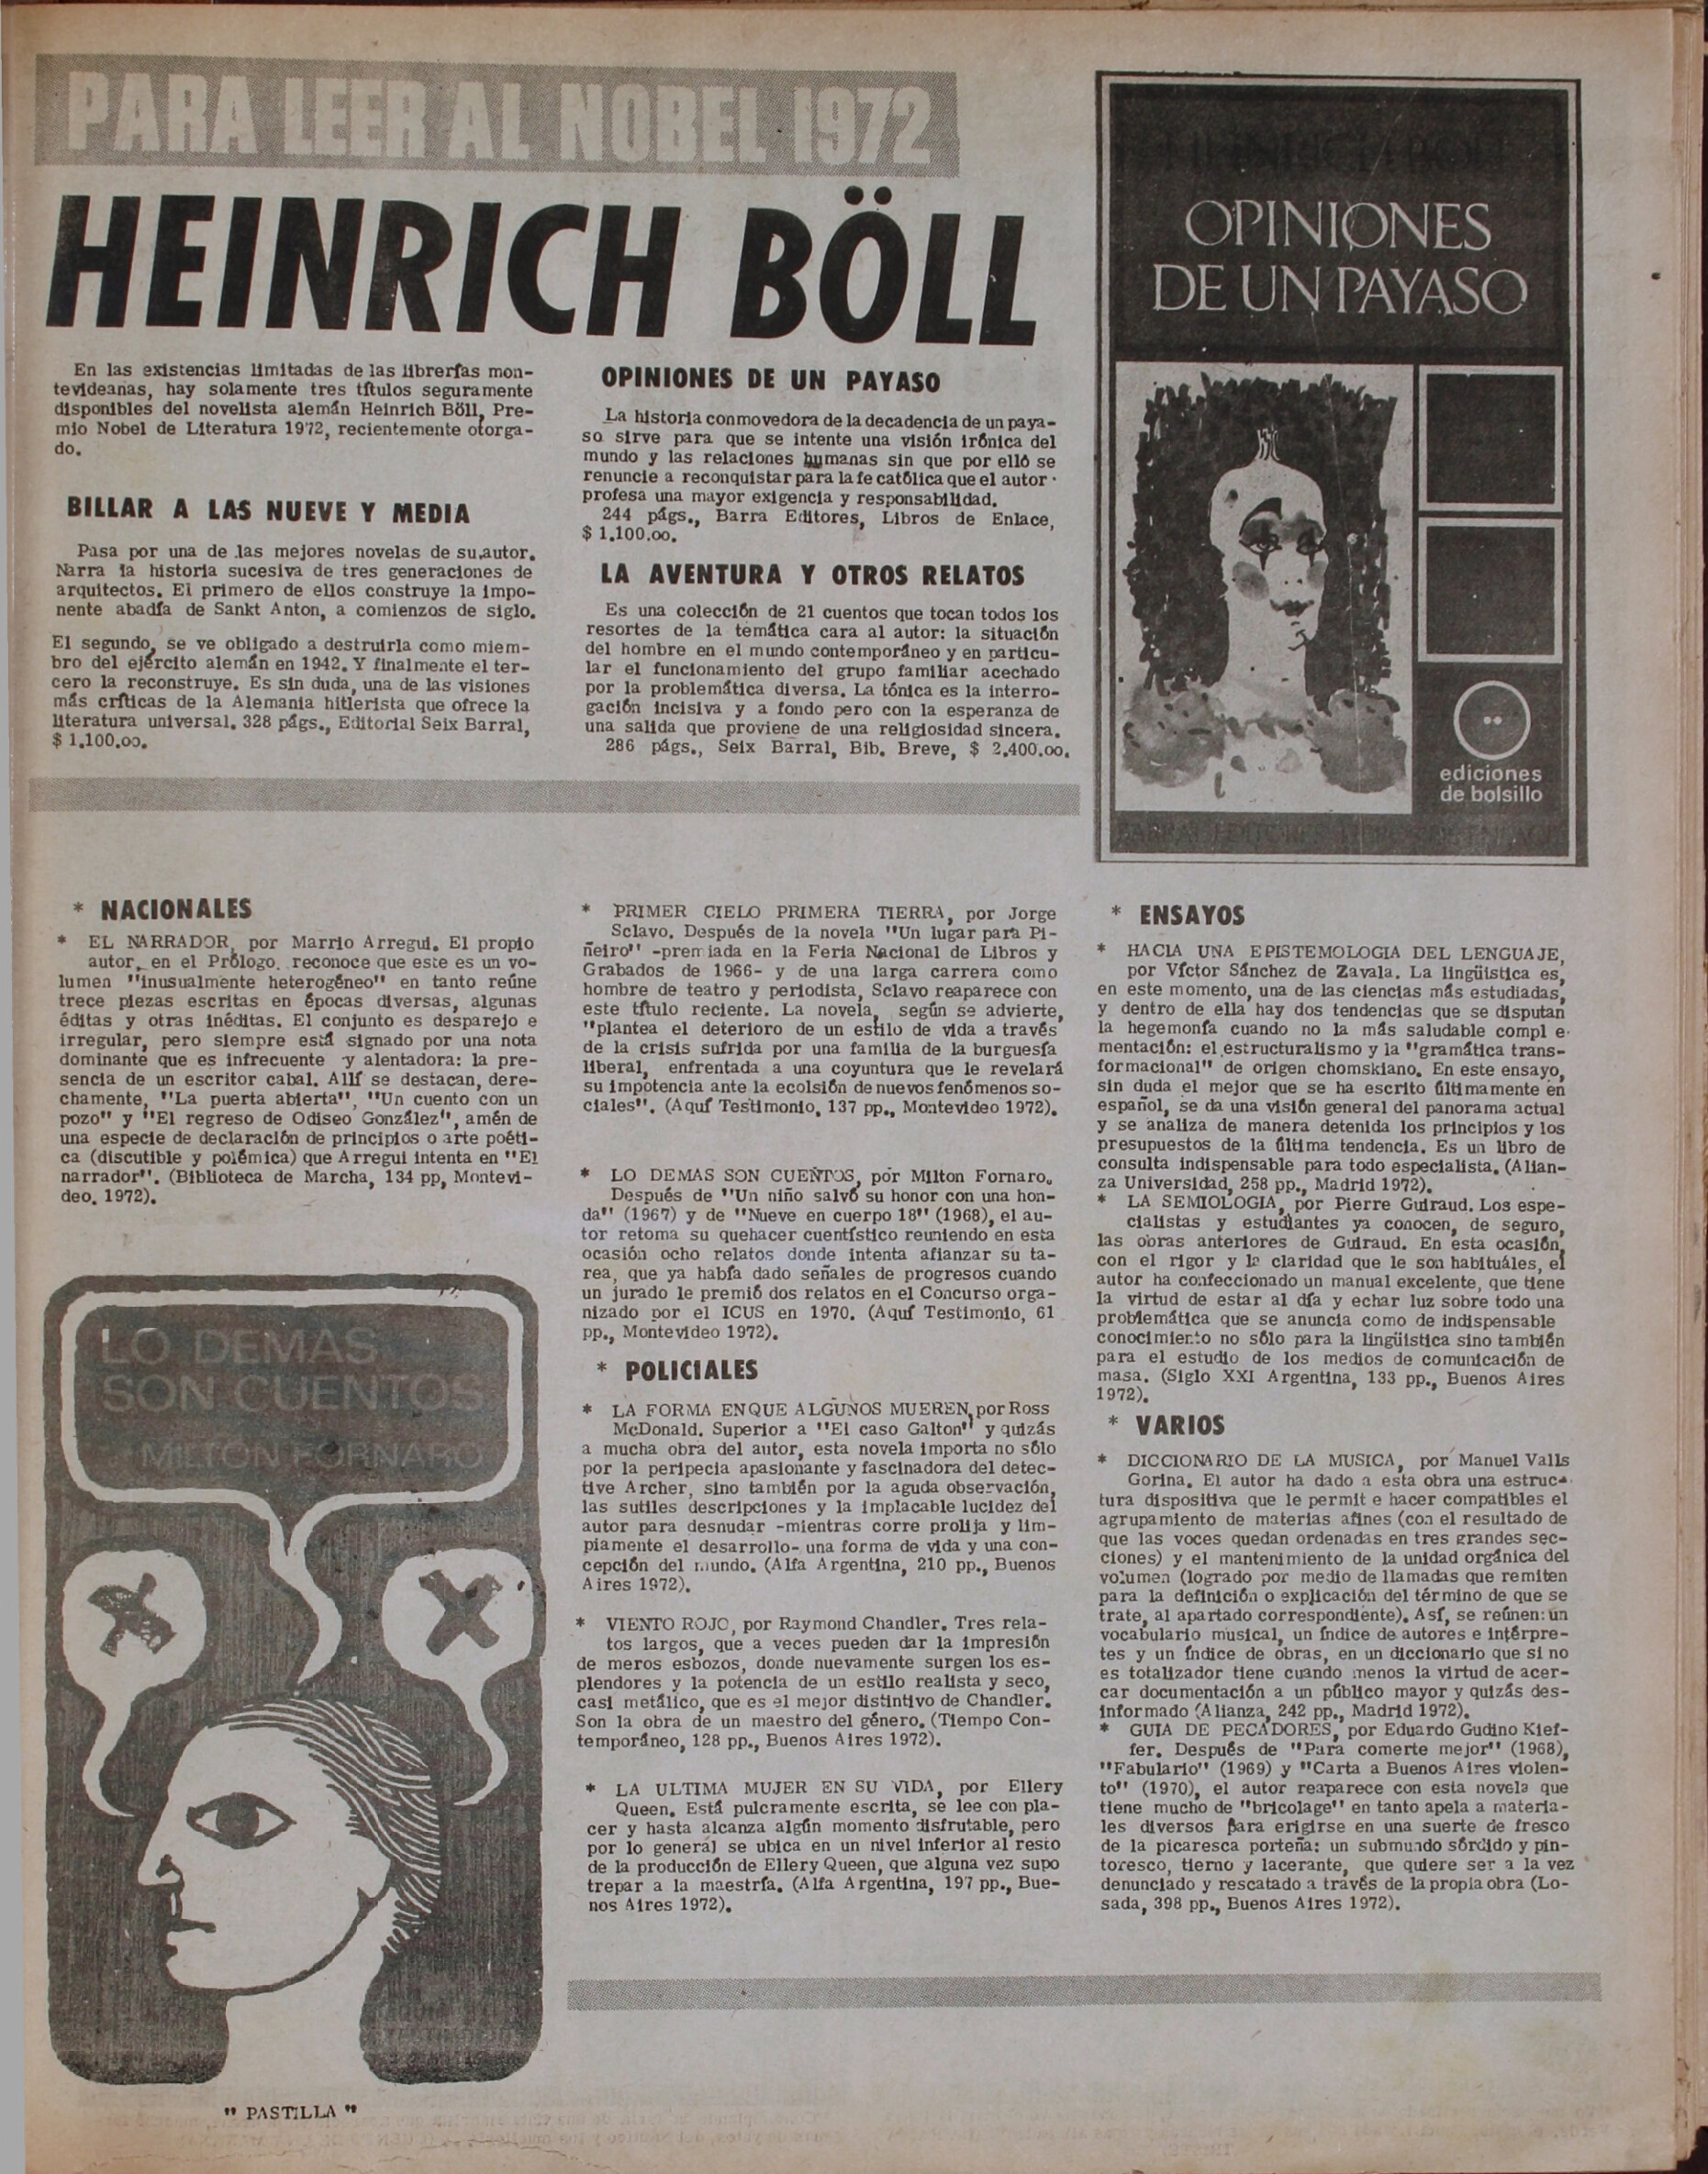 PARA LEER AL NOBEL 1972
HEINRICH BÖLL
En las existencias limitadas de las librerías mon-
tevideanas, hay solamente tres títulos seguramente
disponibles del novelista alemán Heinrich Böll, Pre-
mio Nobel de Literatura 1972, recientemente otorga-
do.
BILLAR A LAS NUEVE Y MEDIA
Pasa por una de las mejores novelas de su autor.
Narra la historia sucesiva de tres generaciones de
arquitectos. El primero de ellos construye la impo-
nente abadía de Sankt Anton, a comienzos de siglo.
El segundo, se ve obligado a destruirla como miem-
bro del ejército alemán en 1942. Y finalmente el ter-
cero la reconstruye. Es sin duda, una de las visiones
más críticas de la Alemania hitlerista que ofrece la
literatura universal. 328 págs., Editorial Seix Barral,
$ 1.100.oo.
OPINIONES DE UN PAYASO
La historia conmovedora de la decadencia de un paya-
so sirve para que se intente una visión irónica del
mundo y las relaciones humanas sin que por ello se
renuncie a reconquistar para la fe católica que el autor
profesa una mayor exigencia y responsabilidad.
244 págs., Barra Editores, Libros de Enlace,
$ 1.100.oo.
LA AVENTURA Y OTROS RELATOS
Es una colección de 21 cuentos que tocan todos los
resortes de la temática cara al autor: la situación
del hombre en el mundo contemporáneo y en particu-
lar el funcionamiento del grupo familiar acechado
por la problemática diversa. La tónica es la interro-
gación incisiva y a fondo pero con la esperanza de
una salida que proviene de una religiosidad sincera.
286 págs., Seix Barral, Bib. Breve, $ 2.400.oo.
HEINRICH BÖLL
OPINIONES
DE UN PAYASO
ediciones
de bolsillo
BARRAL EDITORES LIBROS DE ENLACE
* NACIONALES
* EL NARRADOR, por Marrio Arregui. El propio
autor, en el Prólogo, reconoce que este es un vo-
lumen "inusualmente heterogéneo" en tanto reúne
trece piezas escritas en épocas diversas, algunas
éditas y otras inéditas. El conjunto es desparejo e
irregular, pero siempre está signado por una nota
dominante que es infrecuente y alentadora: la pre-
sencia de un escritor cabal. Allí se destacan, dere-
chamente, "La puerta abierta", "Un cuento con un
pozo" y "El regreso de Odiseo González", amén de
una especie de declaración de principios o arte poéti-
ca (discutible y polémica) que Arregui intenta en "El
narrador". (Biblioteca de Marcha, 134 pp, Montevi-
deo. 1972).
LO DEMAS
SON CUENTOS
MILTON FORNARO
" PASTILLA "
* PRIMER CIELO PRIMERA TIERRA, por Jorge
Sclavo. Después de la novela "Un lugar para Pi-
ñeiro" -premiada en la Feria Nacional de Libros y
Grabados de 1966- y de una larga carrera como
hombre de teatro y periodista, Sclavo reaparece con
este título reciente. La novela, según se advierte,
"plantea el deterioro de un estilo de vida a través
de la crisis sufrida por una familia de la burguesía
liberal, enfrentada a una coyuntura que le revelará
su impotencia ante la ecolsión de nuevos fenómenos so-
ciales". (Aquí Testimonio, 137 pp., Montevideo 1972).
* LO DEMAS SON CUENTOS, por Milton Fornaro.
Después de "Un niño salvó su honor con una hon-
da" (1967) y de "Nueve en cuerpo 18" (1968), el au-
tor retoma su quehacer cuentístico reuniendo en esta
ocasión ocho relatos donde intenta afianzar su ta-
rea, que ya había dado señales de progresos cuando
un jurado le premió dos relatos en el Concurso orga-
nizado por el ICUS en 1970. (Aquí Testimonio, 61
pp., Montevideo 1972).
* POLICIALES
* LA FORMA EN QUE ALGUNOS MUEREN, por Ross
McDonald. Superior a "El caso Galton" y quizás
a mucha obra del autor, esta novela importa no sólo
por la peripecia apasionante y fascinadora del detec-
tive Archer, sino también por la aguda observación,
las sutiles descripciones y la implacable lucidez del
autor para desnudar -mientras corre prolija y lim-
piamente el desarrollo- una forma de vida y una con-
cepción del mundo. (Alfa Argentina, 210 pp., Buenos
Aires 1972).
* VIENTO ROJO, por Raymond Chandler. Tres rela-
tos largos, que a veces pueden dar la impresión
de meros esbozos, donde nuevamente surgen los es-
plendores y la potencia de un estilo realista y seco,
casi metálico, que es el mejor distintivo de Chandler.
Son la obra de un maestro del género. (Tiempo Con-
temporáneo, 128 pp., Buenos Aires 1972).
* LA ULTIMA MUJER EN SU VIDA, por Ellery
Queen. Está pulcramente escrita, se lee con pla-
cer y hasta alcanza algún momento disfrutable, pero
por lo general se ubica en un nivel inferior al resto
de la producción de Ellery Queen, que alguna vez supo
trepar a la maestría. (Alfa Argentina, 197 pp., Bue-
nos Aires 1972).
* ENSAYOS
* HACIA UNA EPISTEMOLOGIA DEL LENGUAJE,
por Víctor Sánchez de Zavala. La lingüística es,
en este momento, una de las ciencias más estudiadas,
y dentro de ella hay dos tendencias que se disputan
la hegemonía cuando no la más saludable compl e-
mentación: el estructuralismo y la "gramática trans-
formacional" de origen chomskiano. En este ensayo,
sin duda el mejor que se ha escrito últimamente en
español, se da una visión general del panorama actual
y se analiza de manera detenida los principios y los
presupuestos de la última tendencia. Es un libro de
consulta indispensable para todo especialista. (Alian-
za Universidad, 258 pp., Madrid 1972).
* LA SEMIOLOGIA, por Pierre Guiraud. Los espe-
cialistas y estudiantes ya conocen, de seguro,
las obras anteriores de Guiraud. En esta ocasión,
con el rigor y la claridad que le son habituales, el
autor ha confeccionado un manual excelente, que tiene
la virtud de estar al día y echar luz sobre todo una
problemática que se anuncia como de indispensable
conocimiento no sólo para la lingüística sino también
para el estudio de los medios de comunicación de
masa. (Siglo XXI Argentina, 133 pp., Buenos Aires
1972).
* VARIOS
* DICCIONARIO DE LA MUSICA, por Manuel Valls
Gorina. El autor ha dado a esta obra una estruc-
tura dispositiva que le permit e hacer compatibles el
agrupamiento de materias afines (con el resultado de
que las voces quedan ordenadas en tres grandes sec-
ciones) y el mantenimiento de la unidad orgánica del
volumen (logrado por medio de llamadas que remiten
para la definición o explicación del término de que se
trate, al apartado correspondiente). Así, se reúnen: un
vocabulario musical, un índice de autores e intérpre-
tes y un índice de obras, en un diccionario que si no
es totalizador tiene cuando menos la virtud de acer-
car documentación a un público mayor y quizás des-
informado (Alianza, 242 pp., Madrid 1972).
* GUIA DE PECADORES, por Eduardo Gudino Kief-
fer. Después de "Para comerte mejor" (1968),
"Fabulario" (1969) y "Carta a Buenos Aires violen-
to" (1970), el autor reaparece con esta novela que
tiene mucho de "bricolage" en tanto apela a materia-
les diversos para erigirse en una suerte de fresco
de la picaresca porteña: un submundo sórdido y pin-
toresco, tierno y lacerante, que quiere ser a la vez
denunciado y rescatado a través de la propia obra (Lo-
sada, 398 pp., Buenos Aires 1972).